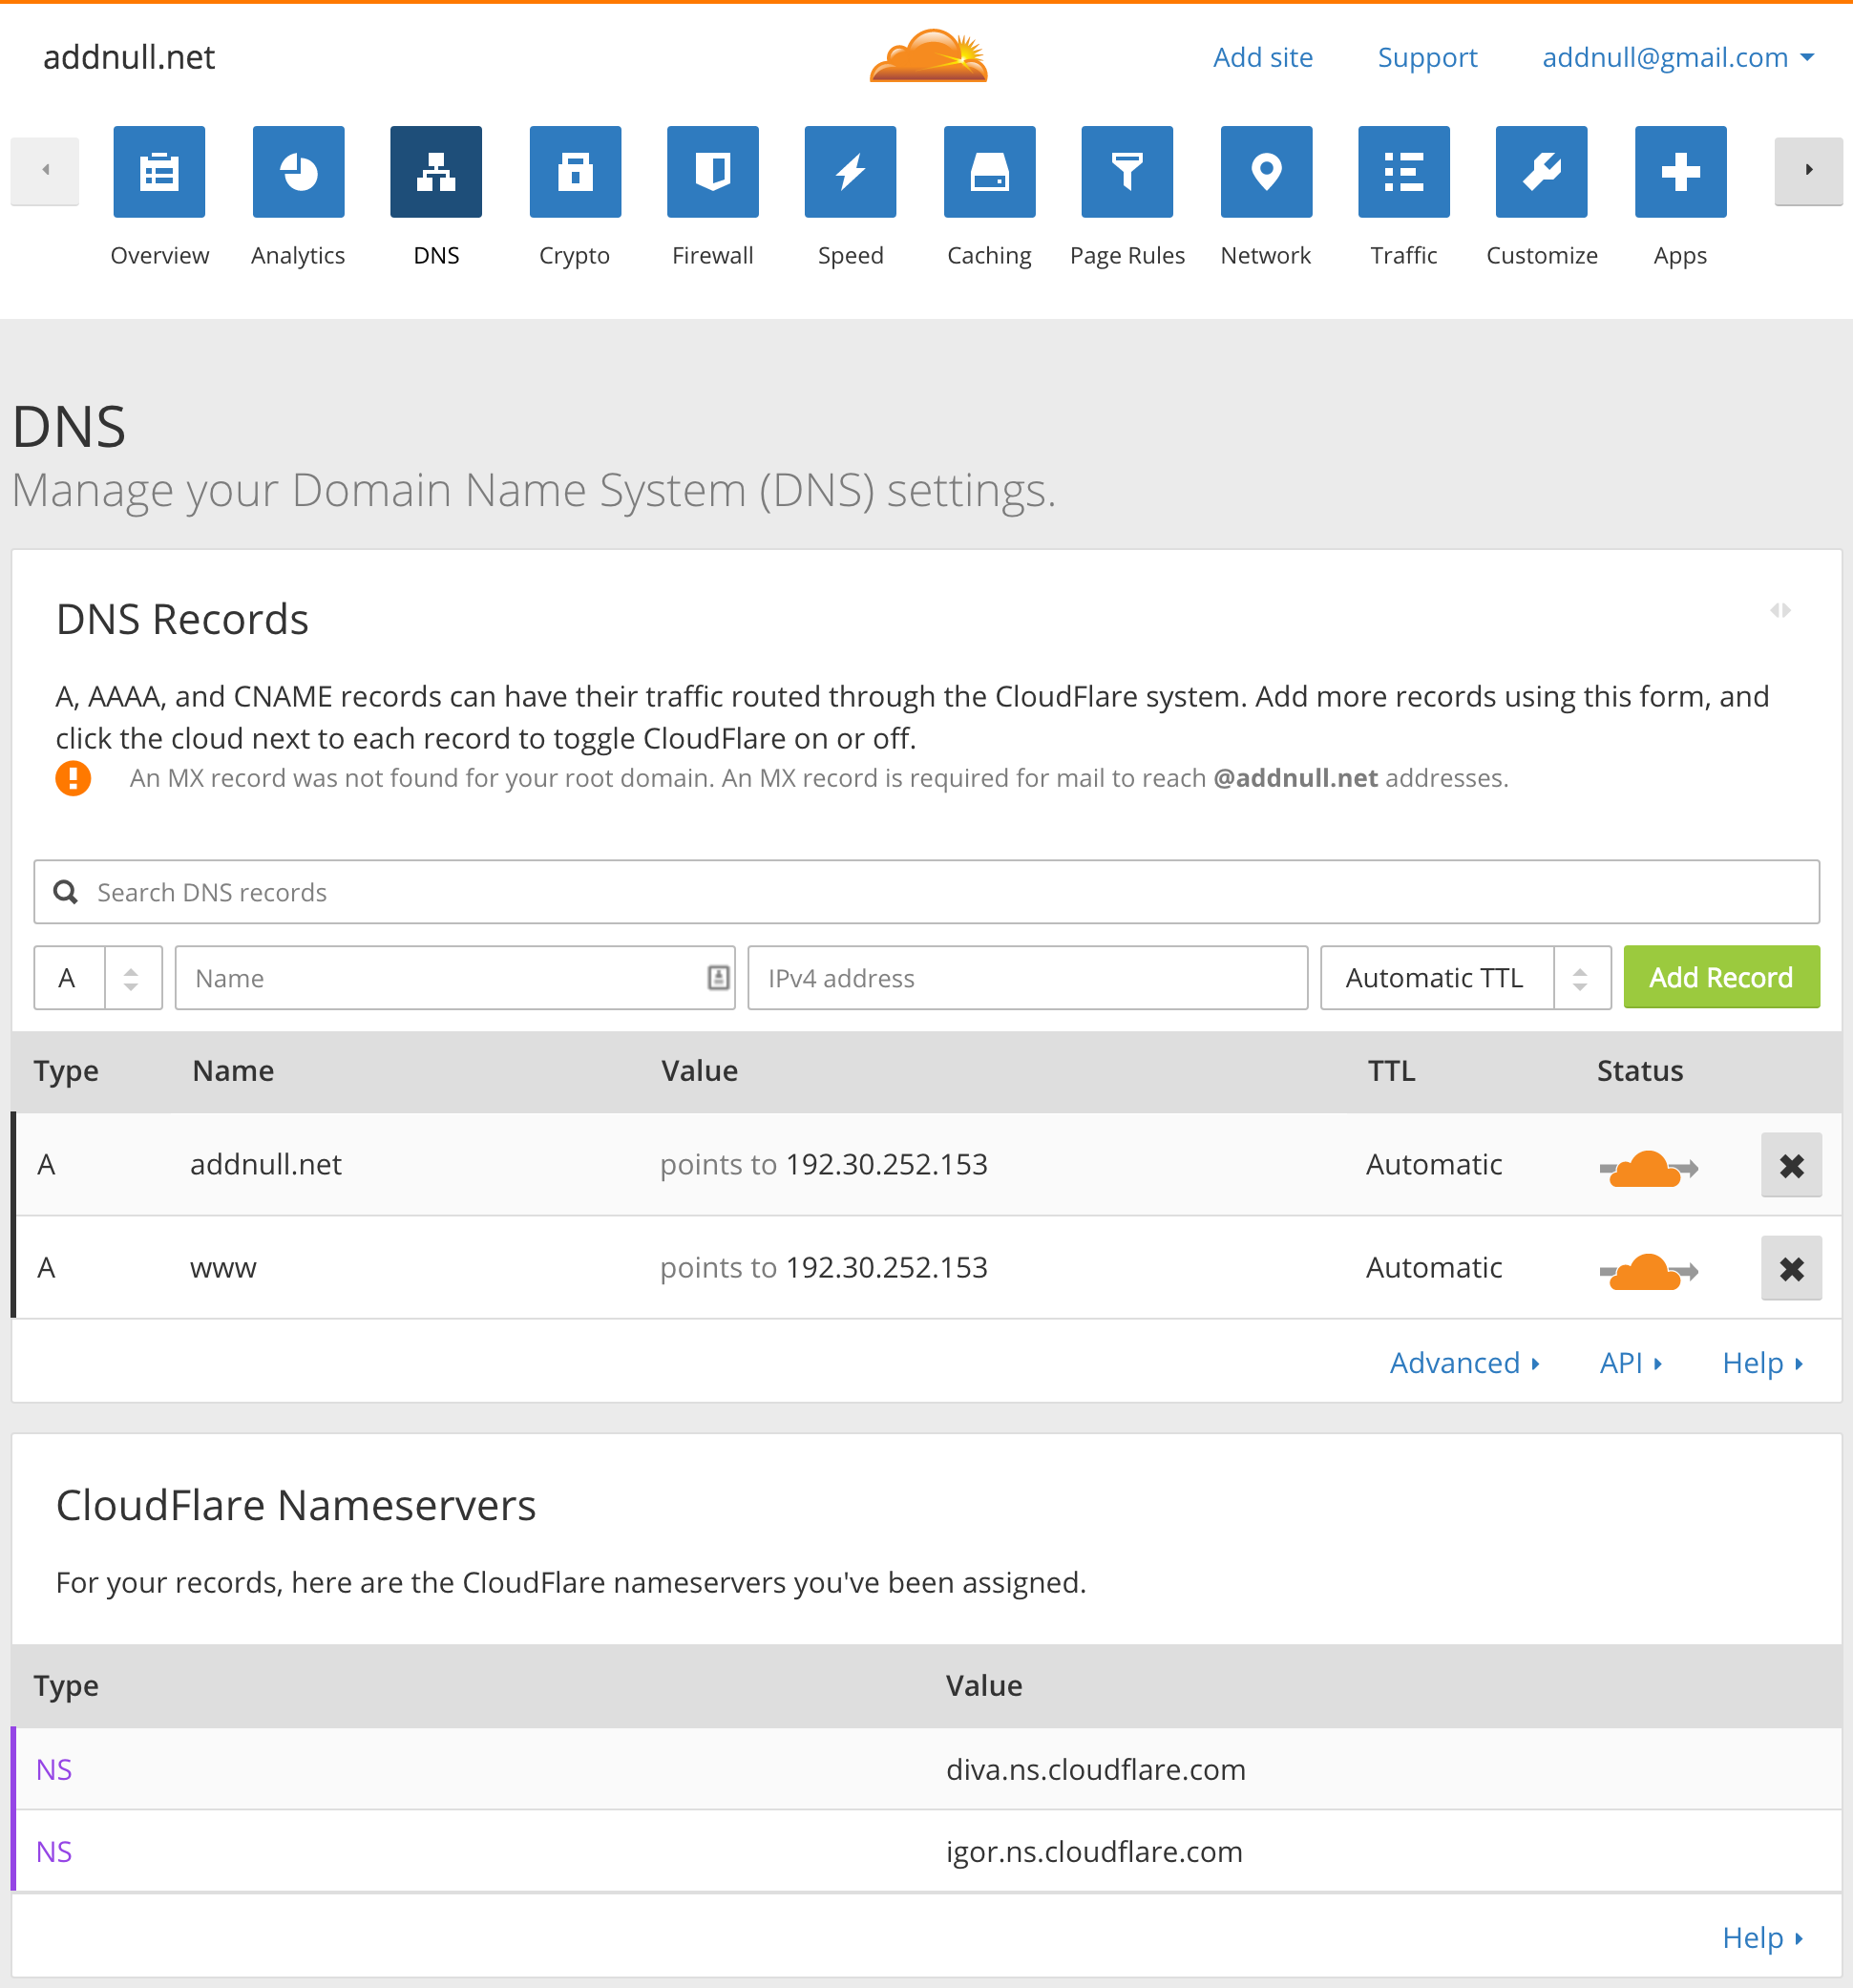 addnull.net
Add site
Support
addnull@gmail.com
Overview
Analytics
DNS
Crypto
Firewall
Speed
Caching
Page Rules
Network
Traffic
Customize
Apps
DNS
Manage your Domain Name System (DNS) settings.
DNS Records
A, AAAA, and CNAME records can have their traffic routed through the CloudFlare system. Add more records using this form, and
click the cloud next to each record to toggle CloudFlare on or off.
An MX record was not found for your root domain. An MX record is required for mail to reach @addnull.net addresses.
Search DNS records
A Name IPv4 address Automatic TTL Add Record
Type Name Value TTL Status
A addnull.net points to 192.30.252.153 Automatic
A www points to 192.30.252.153 Automatic
Advanced API Help
CloudFlare Nameservers
For your records, here are the CloudFlare nameservers you've been assigned.
Type Value
NS diva.ns.cloudflare.com
NS igor.ns.cloudflare.com
Help